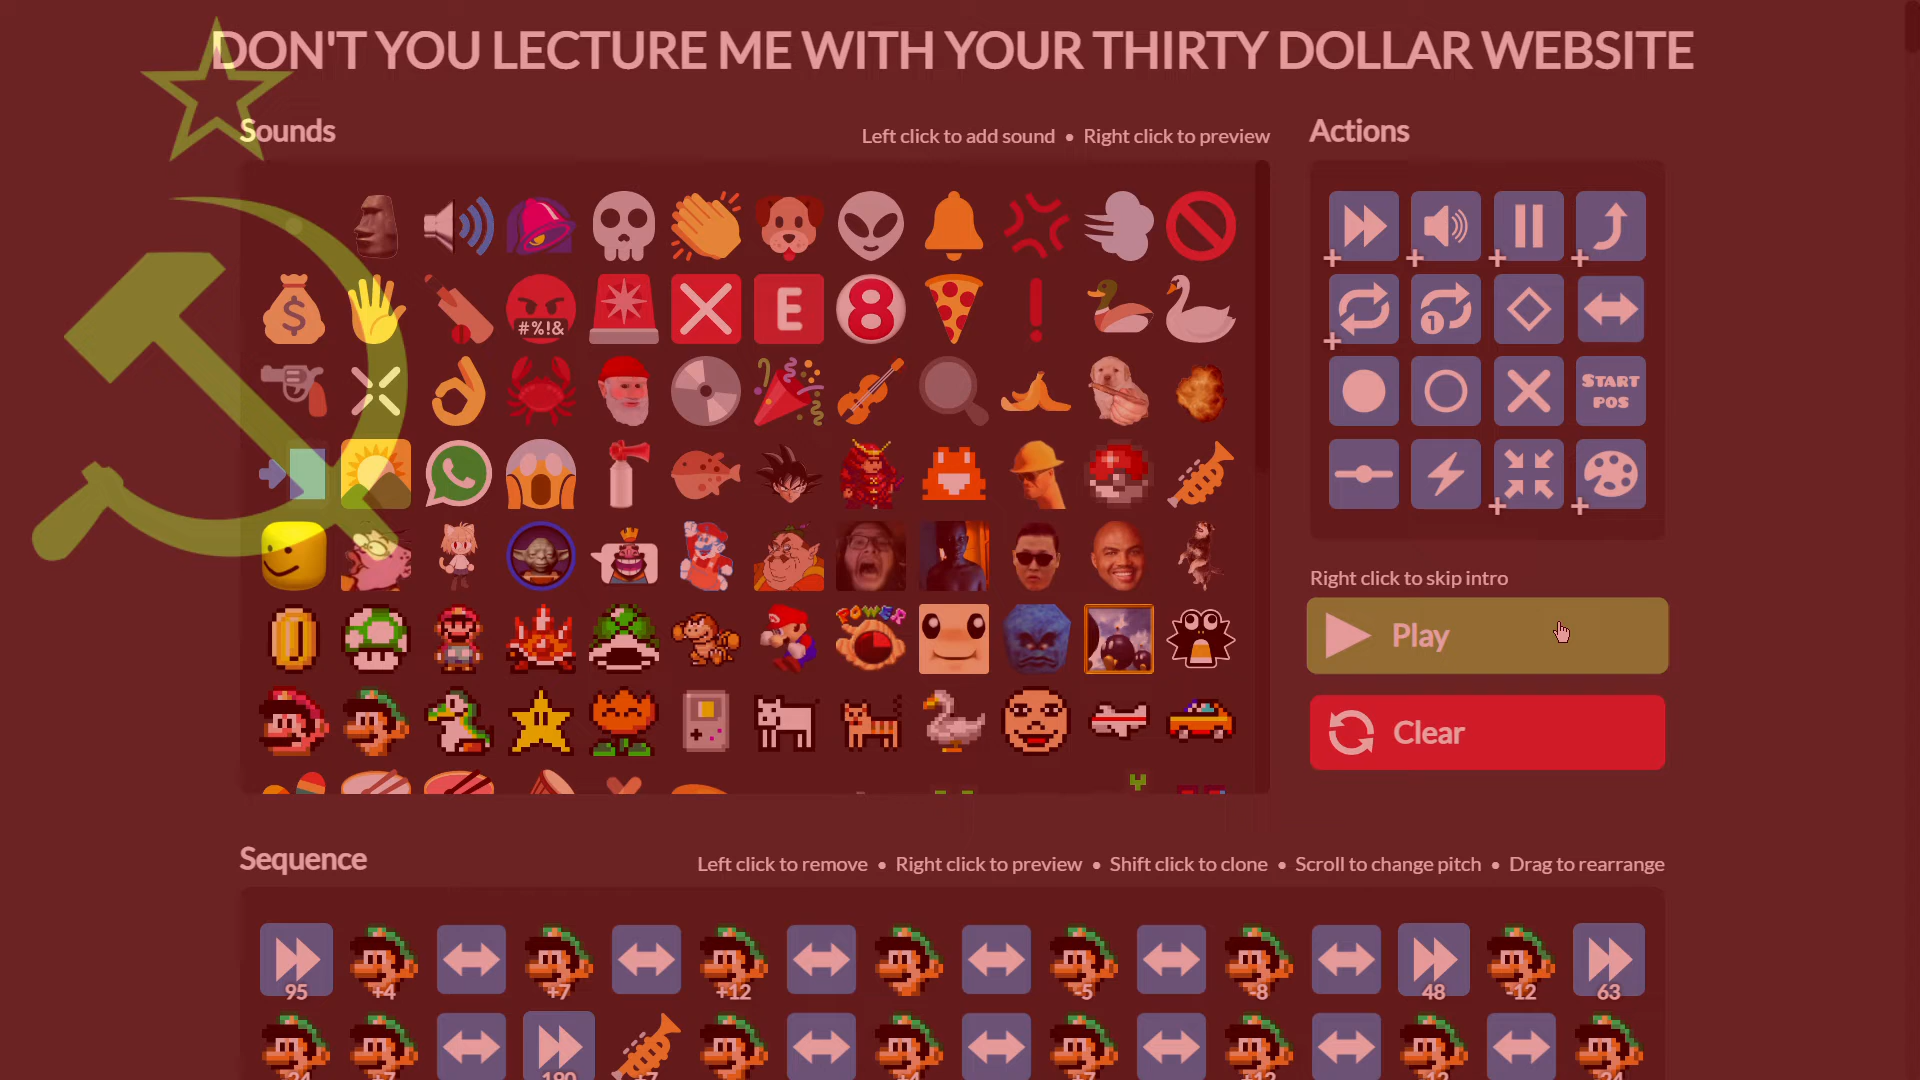 DON'T YOU LECTURE ME WITH YOUR THIRTY DOLLAR WEBSITE
Sounds
Left click to add sound • Right click to preview
Actions
#%!&
E
8
$
1
START
POS
Right click to skip intro
POWER
Play
Clear
Sequence
Left click to remove • Right click to preview • Shift click to clone • Scroll to change pitch • Drag to rearrange
95 +4 +7 +12 -5 -8 48 -12 63